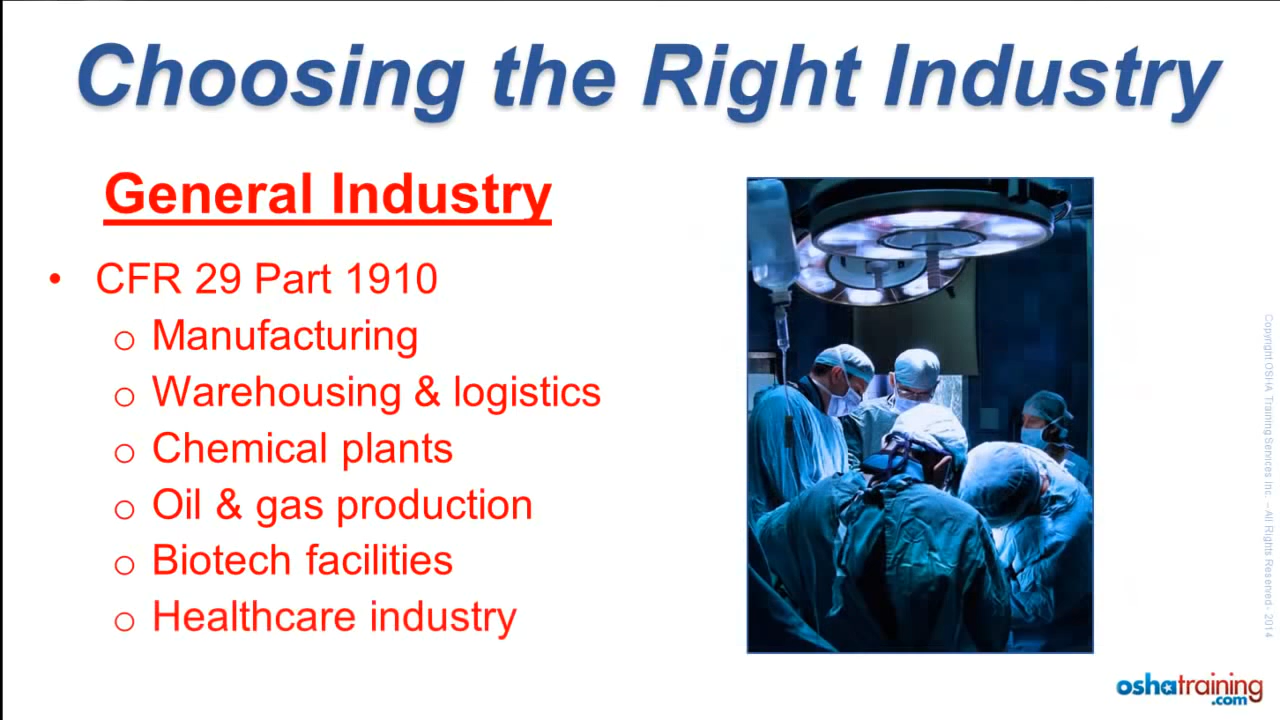 Choosing the Right Industry
General Industry
• CFR 29 Part 1910
o Manufacturing
o Warehousing & logistics
o Chemical plants
o Oil & gas production
o Biotech facilities
o Healthcare industry
Copyright OSHA Training Services Inc. – All Rights Reserved - 2014
oshatraining
.com